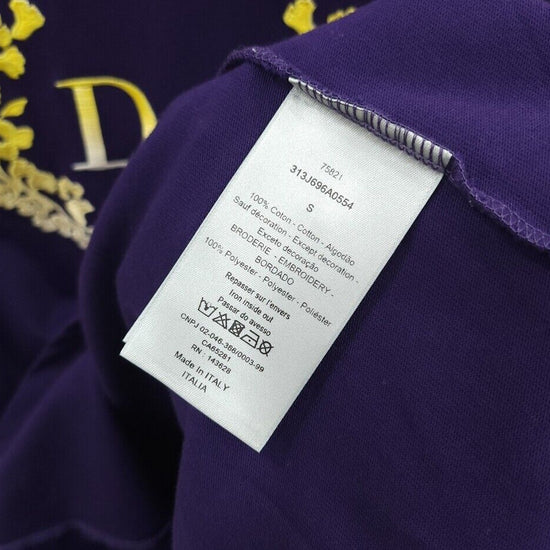 D
75821
313J696A0554
S
100% Coton - Cotton - Algodão
Sauf décoration - Except decoration -
Exceto decoração
BRODERIE - EMBROIDERY -
BORDADO
100% Polyester - Polyester - Poliéster
Repasser sur l'envers
Iron inside out
Passar do avesso
CNPJ 02-046-366/0003-99
CA65281
RN : 143628
Made in ITALY
ITALIA